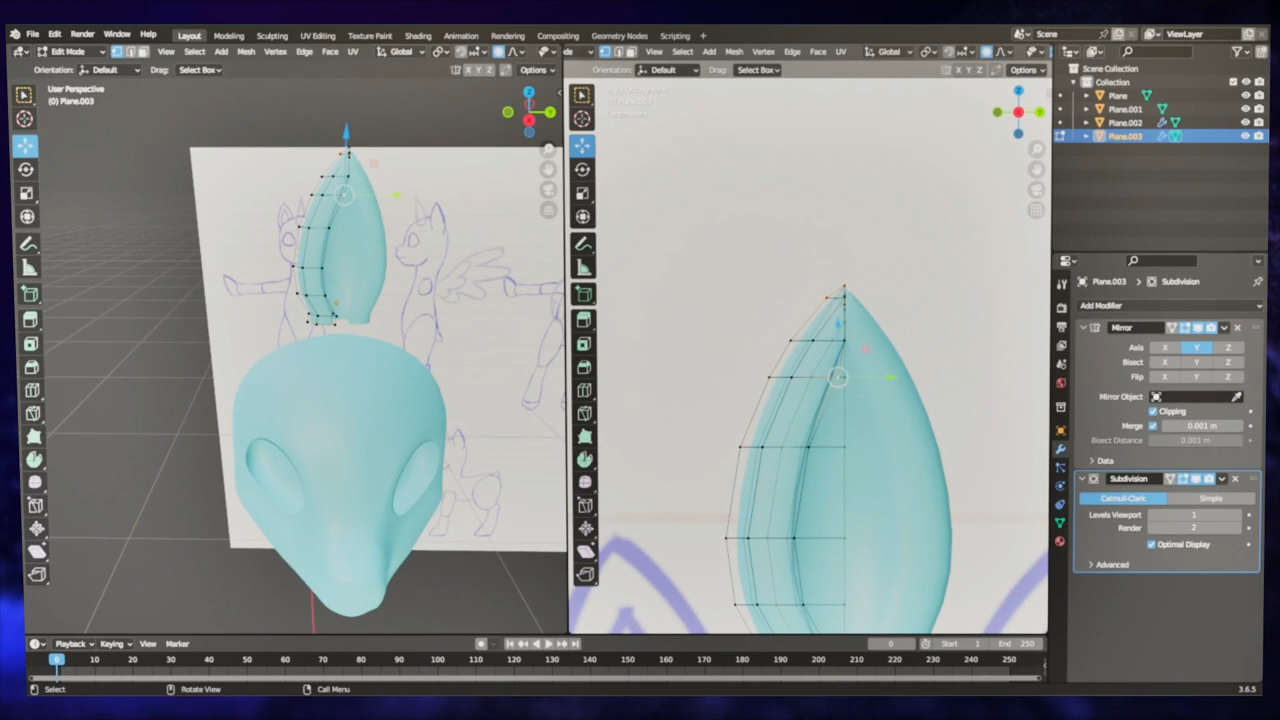 File Edit Render Window Help Layout Modeling Sculpting UV Editing Texture Paint Shading Animation Rendering Compositing Geometry Nodes Scripting + Scene ViewLayer
Edit Mode View Select Add Mesh Vertex Edge Face UV Global
de View Select Add Mesh Vertex Edge Face UV Global
Orientation: Default Drag: Select Box X Y Z Options
Orientation: Default Drag: Select Box X Y Z Options
User Perspective
(0) Plane.003
Z
Y
X
Z
X
Scene Collection
Collection
Plane
Plane.001
Plane.002
Plane.003
Plane.003 > Subdivision
Add Modifier
Mirror
Axis X Y Z
Bisect X Y Z
Flip X Y Z
Mirror Object
Clipping
Merge 0.001 m
Bisect Distance 0.001 m
Data
Subdivision
Catmull-Clark Simple
Levels Viewport 1
Render 2
Optimal Display
Advanced
Playback Keying View Marker 0 Start 1 End 250
0 10 20 30 40 50 60 70 80 90 100 110 120 130 140 150 160 170 180 190 200 210 220 230 240 250
Select Rotate View Call Menu 3.6.5